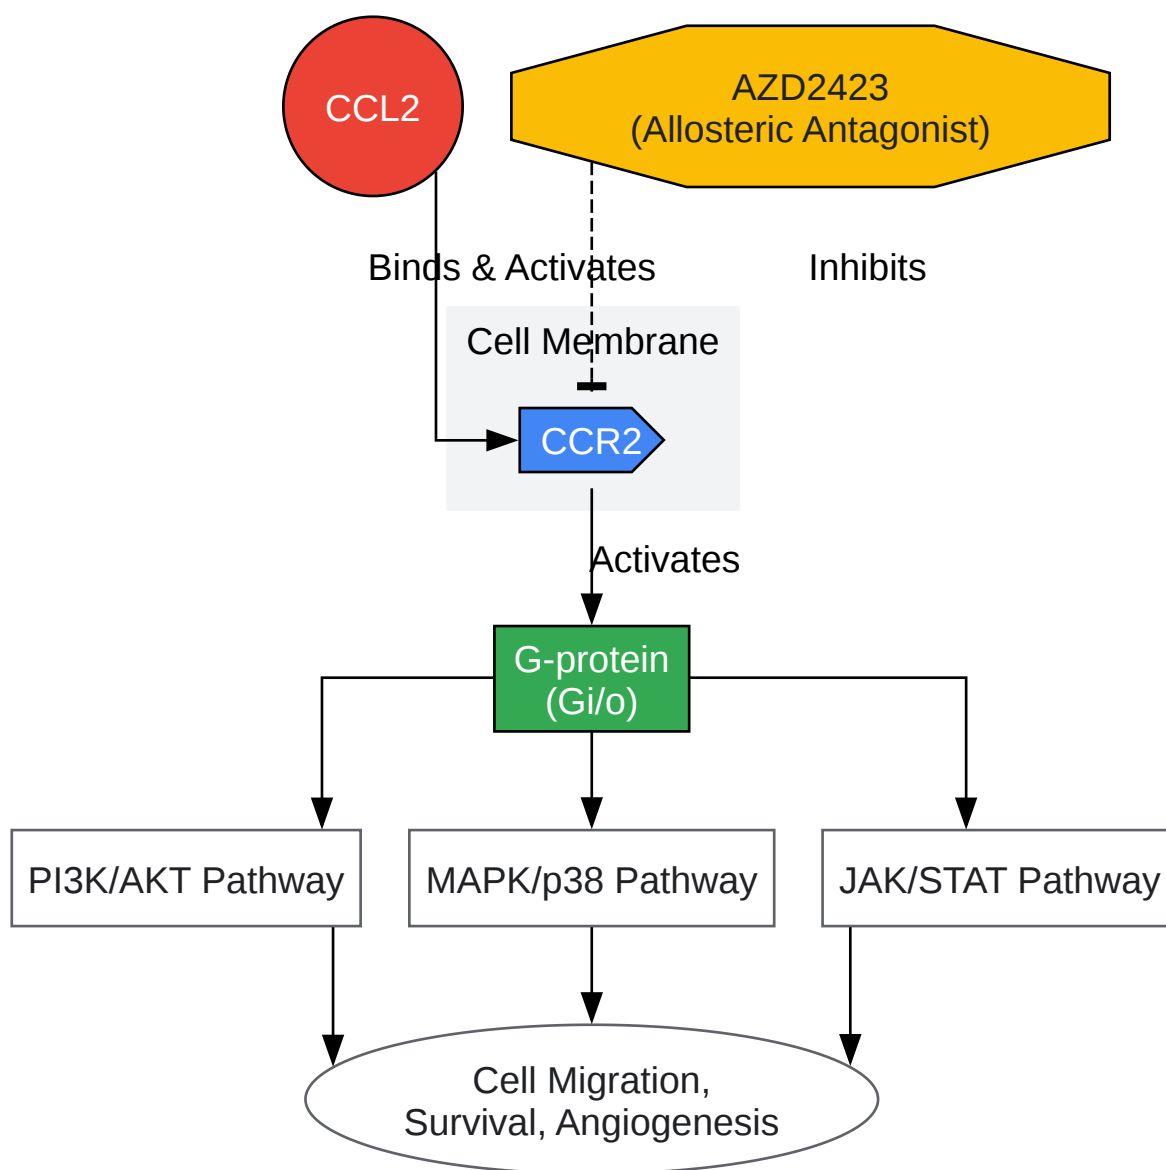 CCL2
AZD2423
(Allosteric Antagonist)
Binds & Activates
Inhibits
Cell Membrane
CCR2
Activates
G-protein
(Gi/o)
PI3K/AKT Pathway
MAPK/p38 Pathway
JAK/STAT Pathway
Cell Migration,
Survival, Angiogenesis